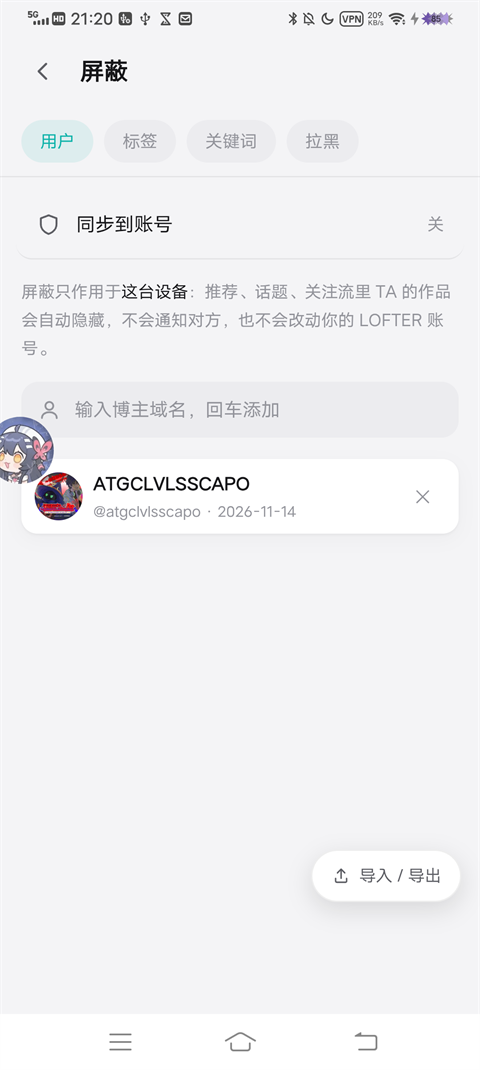 5G HD 21:20 VPN 209 KB/s 85
屏蔽
用户 标签 关键词 拉黑
同步到账号 关
屏蔽只作用于这台设备：推荐、话题、关注流里 TA 的作品
会自动隐藏，不会通知对方，也不会改动你的 LOFTER 账
号。
输入博主域名，回车添加
ATGCLVLSSCAPO
@atgclvlsscapo · 2026-11-14
导入 / 导出